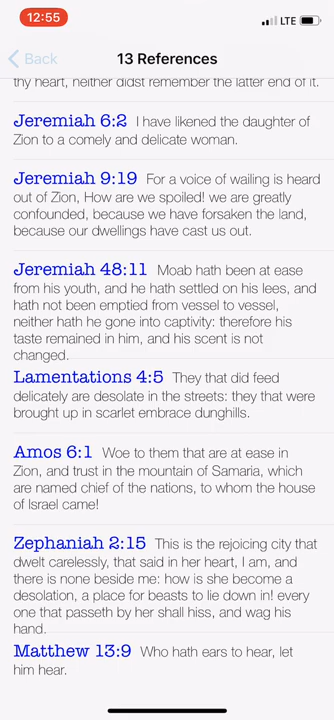 12:55
LTE
Back
13 References
thy heart, neither didst remember the latter end of it.
Jeremiah 6:2 I have likened the daughter of
Zion to a comely and delicate woman.
Jeremiah 9:19 For a voice of wailing is heard
out of Zion, How are we spoiled! we are greatly
confounded, because we have forsaken the land,
because our dwellings have cast us out.
Jeremiah 48:11 Moab hath been at ease
from his youth, and he hath settled on his lees, and
hath not been emptied from vessel to vessel,
neither hath he gone into captivity: therefore his
taste remained in him, and his scent is not
changed.
Lamentations 4:5 They that did feed
delicately are desolate in the streets: they that were
brought up in scarlet embrace dunghills.
Amos 6:1 Woe to them that are at ease in
Zion, and trust in the mountain of Samaria, which
are named chief of the nations, to whom the house
of Israel came!
Zephaniah 2:15 This is the rejoicing city that
dwelt carelessly, that said in her heart, I am, and
there is none beside me: how is she become a
desolation, a place for beasts to lie down in! every
one that passeth by her shall hiss, and wag his
hand.
Matthew 13:9 Who hath ears to hear, let
him hear.